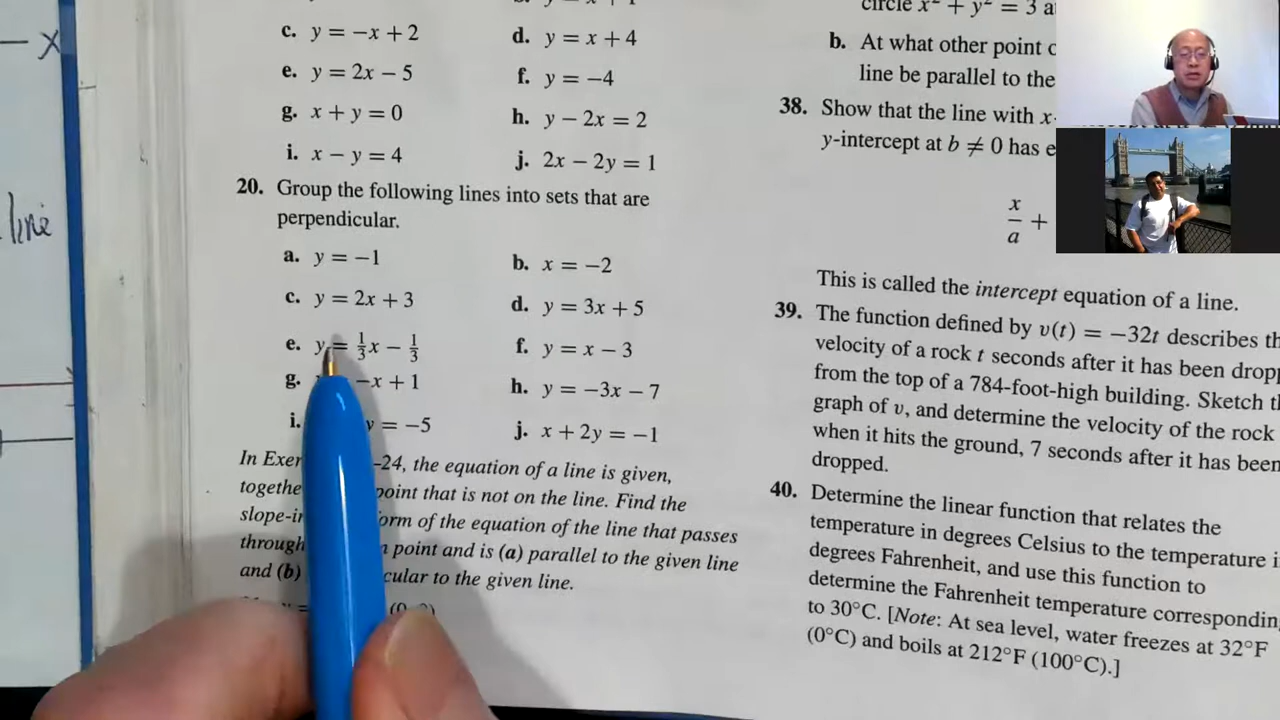 – x
line
c. y = −x + 2 d. y = x + 4
e. y = 2x − 5 f. y = −4
g. x + y = 0 h. y − 2x = 2
i. x − y = 4 j. 2x − 2y = 1
20. Group the following lines into sets that are
perpendicular.
a. y = −1 b. x = −2
c. y = 2x + 3 d. y = 3x + 5
e. y = 1/3 x − 1/3 f. y = x − 3
g. −x + 1 h. y = −3x − 7
i. = −5 j. x + 2y = −1
In –24, the equation of a line is given,
point that is not on the line. Find the
of the equation of the line that passes
through point and is (a) parallel to the given line
and (b) to the given line.
circle x² + y² = 3
b. At what other point
line be parallel to the
38. Show that the line with x-
y-intercept at b ≠ 0 has
x/a +
This is called the intercept equation of a line.
39. The function defined by v(t) = −32t describes
velocity of a rock t seconds after it has been
from the top of a 784-foot-high building. Sketch
graph of v, and determine the velocity of the rock
when it hits the ground, 7 seconds after it has been
dropped.
40. Determine the linear function that relates the
temperature in degrees Celsius to the temperature
degrees Fahrenheit, and use this function to
determine the Fahrenheit temperature
to 30°C. [Note: At sea level, water freezes at 32°F
(0°C) and boils at 212°F (100°C).]